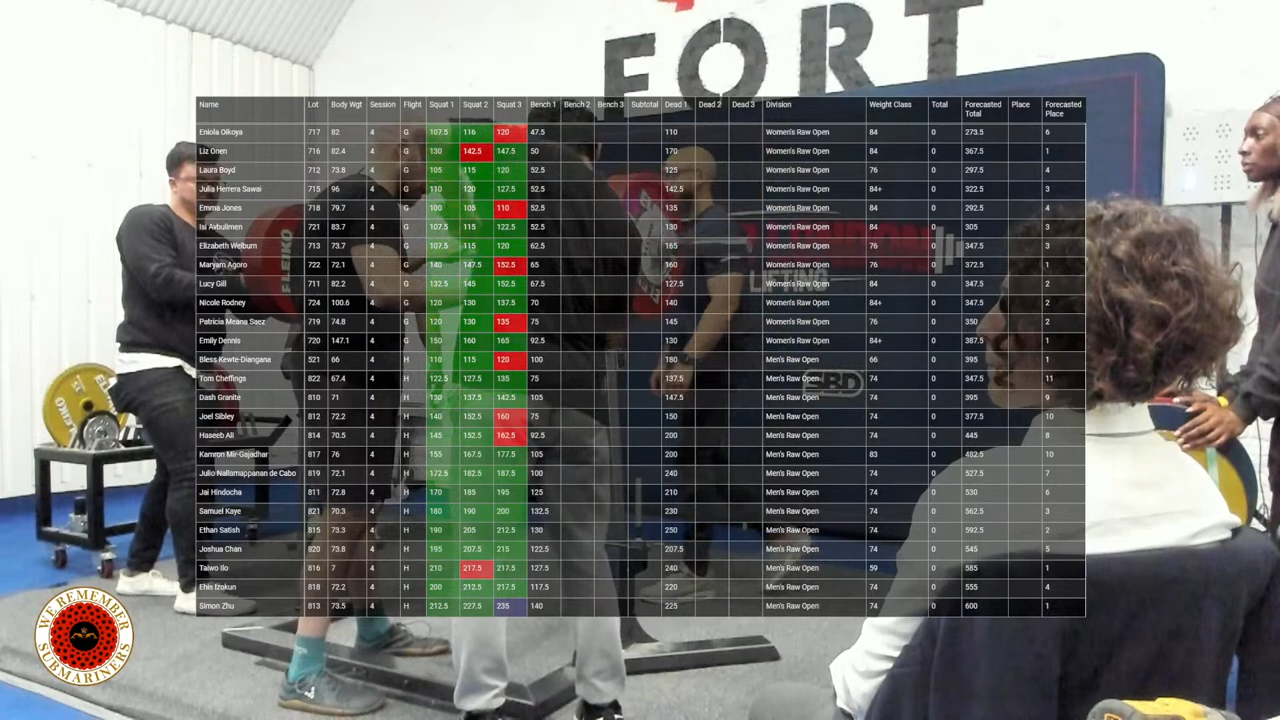 FORT
Name Lot Body Wgt Session Flight Squat 1 Squat 2 Squat 3 Bench 1 Bench 2 Bench 3 Subtotal Dead 1 Dead 2 Dead 3 Division Weight Class Total Forecasted Total Place Forecasted Place
Eniola Oikoya 717 82 4 G 107.5 116 120 47.5 110 Women's Raw Open 84 0 273.5 6
Liz Onen 716 82.4 4 G 130 142.5 147.5 50 170 Women's Raw Open 84 0 367.5 1
Laura Boyd 712 73.8 4 G 105 115 120 52.5 125 Women's Raw Open 76 0 297.5 4
Julia Herrera Sawai 715 96 4 G 110 120 127.5 52.5 142.5 Women's Raw Open 84+ 0 322.5 3
Emma Jones 718 79.7 4 G 100 105 110 52.5 135 Women's Raw Open 84 0 292.5 4
Isi Avbulimen 721 83.7 4 G 107.5 115 122.5 52.5 130 Women's Raw Open 84 0 305 3
Elizabeth Welburn 713 73.7 4 G 107.5 115 120 62.5 165 Women's Raw Open 76 0 347.5 3
Maryam Agoro 722 72.1 4 G 140 147.5 152.5 65 160 Women's Raw Open 76 0 372.5 1
Lucy Gill 711 82.2 4 G 132.5 145 152.5 67.5 127.5 Women's Raw Open 84 0 347.5 2
Nicole Rodney 724 100.6 4 G 120 130 137.5 70 140 Women's Raw Open 84+ 0 347.5 2
Patricia Meana Saez 719 74.8 4 G 120 130 135 75 145 Women's Raw Open 76 0 350 2
Emily Dennis 720 147.1 4 G 150 160 165 92.5 130 Women's Raw Open 84+ 0 387.5 1
Bless Kewte-Diangana 521 66 4 H 110 115 120 100 180 Men's Raw Open 66 0 395 1
Tom Cheffings 822 67.4 4 H 122.5 127.5 135 75 137.5 Men's Raw Open 74 0 347.5 11
Dash Granite 810 71 4 H 130 137.5 142.5 105 147.5 Men's Raw Open 74 0 395 9
Joel Sibley 812 72.2 4 H 140 152.5 160 75 150 Men's Raw Open 74 0 377.5 10
Haseeb Ali 814 70.5 4 H 145 152.5 162.5 92.5 200 Men's Raw Open 74 0 445 8
Kamron Mir-Gajadhar 817 76 4 H 155 167.5 177.5 105 200 Men's Raw Open 83 0 482.5 10
Julio Nallamappanan de Cabo 819 72.1 4 H 172.5 182.5 187.5 100 240 Men's Raw Open 74 0 527.5 7
Jai Hindocha 811 72.8 4 H 170 185 195 125 210 Men's Raw Open 74 0 530 6
Samuel Kaye 821 70.3 4 H 180 190 200 132.5 230 Men's Raw Open 74 0 562.5 3
Ethan Satish 815 73.3 4 H 190 205 212.5 130 250 Men's Raw Open 74 0 592.5 2
Joshua Chan 820 73.8 4 H 195 207.5 215 122.5 207.5 Men's Raw Open 74 0 545 5
Taiwo Ilo 816 7 4 H 210 217.5 217.5 127.5 240 Men's Raw Open 59 0 585 1
Ehis Izokun 818 72.2 4 H 200 212.5 217.5 117.5 220 Men's Raw Open 74 0 555 4
Simon Zhu 813 73.5 4 H 212.5 227.5 235 140 225 Men's Raw Open 74 0 600 1
ELEIKO
LIFTING
SBD
WE REMEMBER
SUBMARINERS